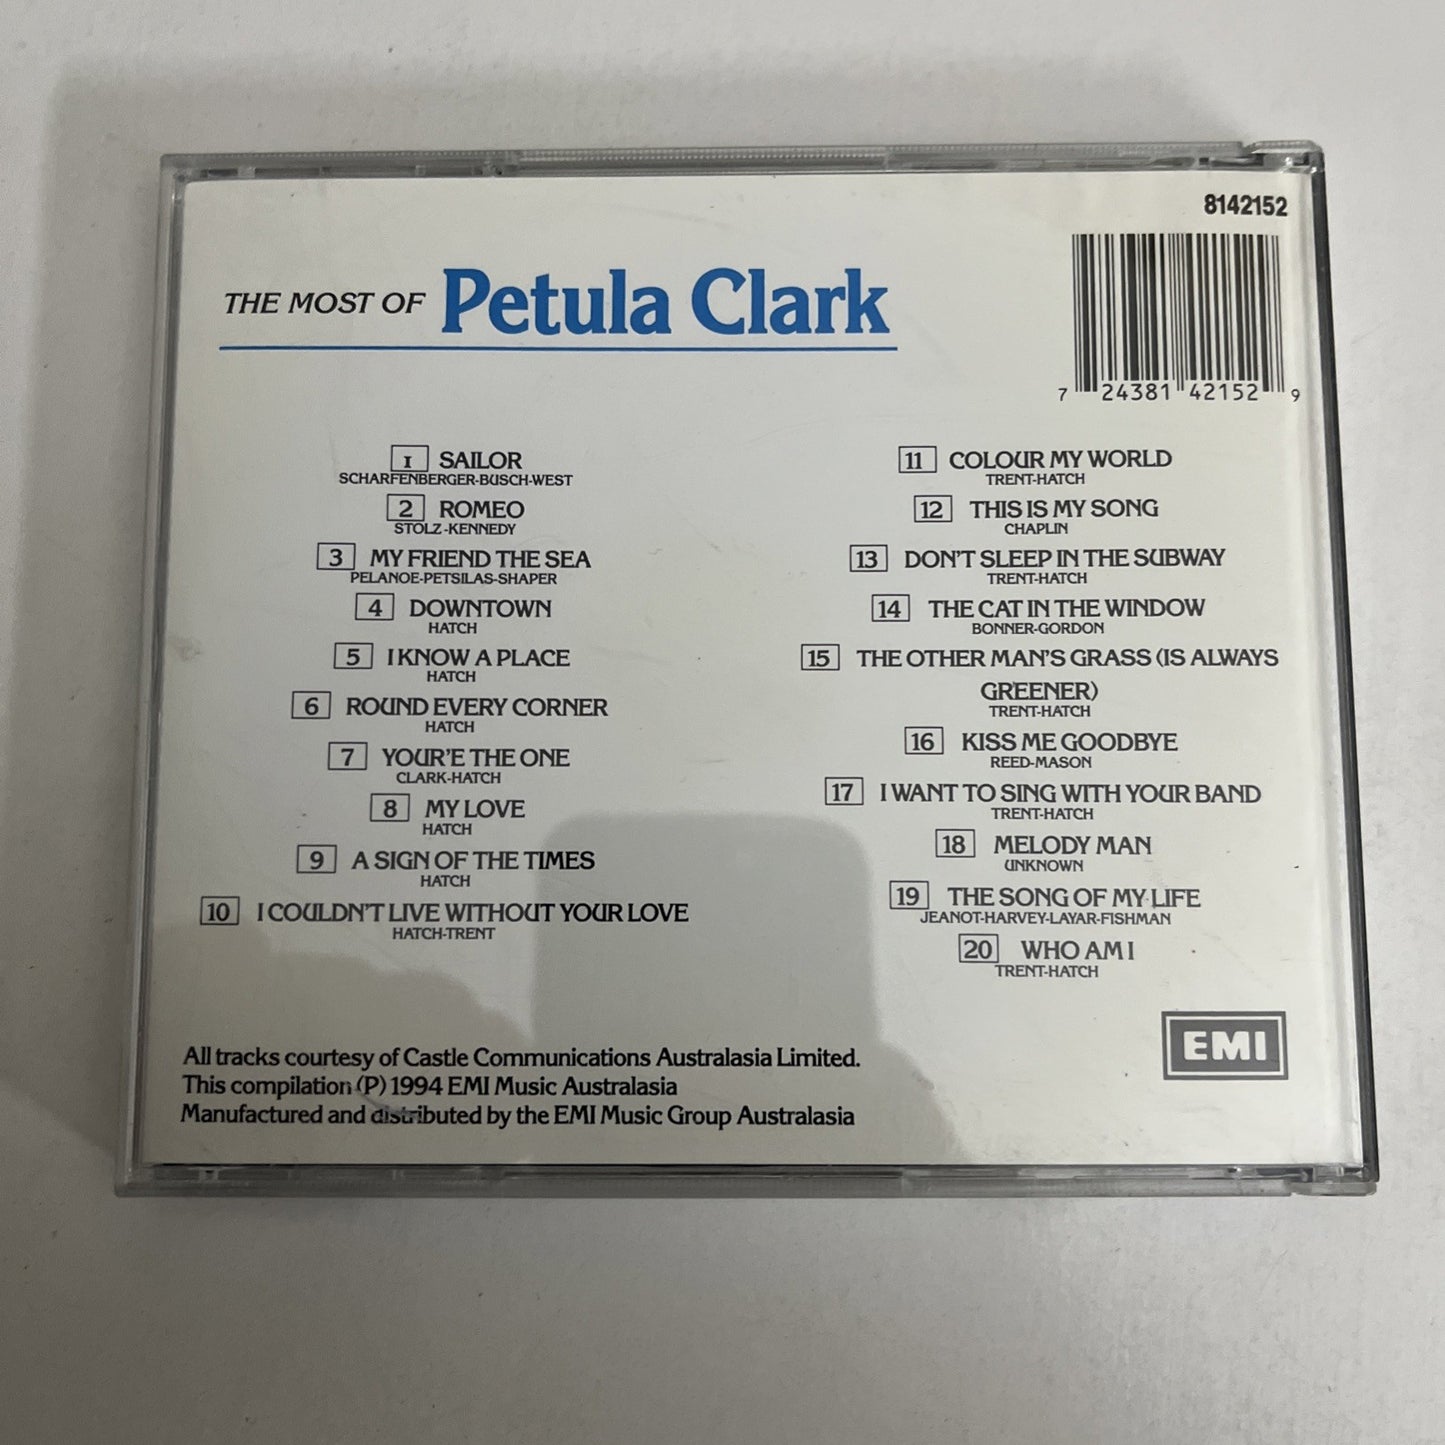 8142152
THE MOST OF Petula Clark
7 24381 42152 9
1 SAILOR
SCHARFENBERGER-BUSCH-WEST
2 ROMEO
STOLZ-KENNEDY
3 MY FRIEND THE SEA
PELANOE-PETSILAS-SHAPER
4 DOWNTOWN
HATCH
5 I KNOW A PLACE
HATCH
6 ROUND EVERY CORNER
HATCH
7 YOUR'E THE ONE
CLARK-HATCH
8 MY LOVE
HATCH
9 A SIGN OF THE TIMES
HATCH
10 I COULDN'T LIVE WITHOUT YOUR LOVE
HATCH-TRENT
11 COLOUR MY WORLD
TRENT-HATCH
12 THIS IS MY SONG
CHAPLIN
13 DON'T SLEEP IN THE SUBWAY
TRENT-HATCH
14 THE CAT IN THE WINDOW
BONNER-GORDON
15 THE OTHER MAN'S GRASS (IS ALWAYS
GREENER)
TRENT-HATCH
16 KISS ME GOODBYE
REED-MASON
17 I WANT TO SING WITH YOUR BAND
TRENT-HATCH
18 MELODY MAN
UNKNOWN
19 THE SONG OF MY LIFE
JEANOT-HARVEY-LAYAR-FISHMAN
20 WHO AM I
TRENT-HATCH
EMI
All tracks courtesy of Castle Communications Australasia Limited.
This compilation (P) 1994 EMI Music Australasia
Manufactured and distributed by the EMI Music Group Australasia